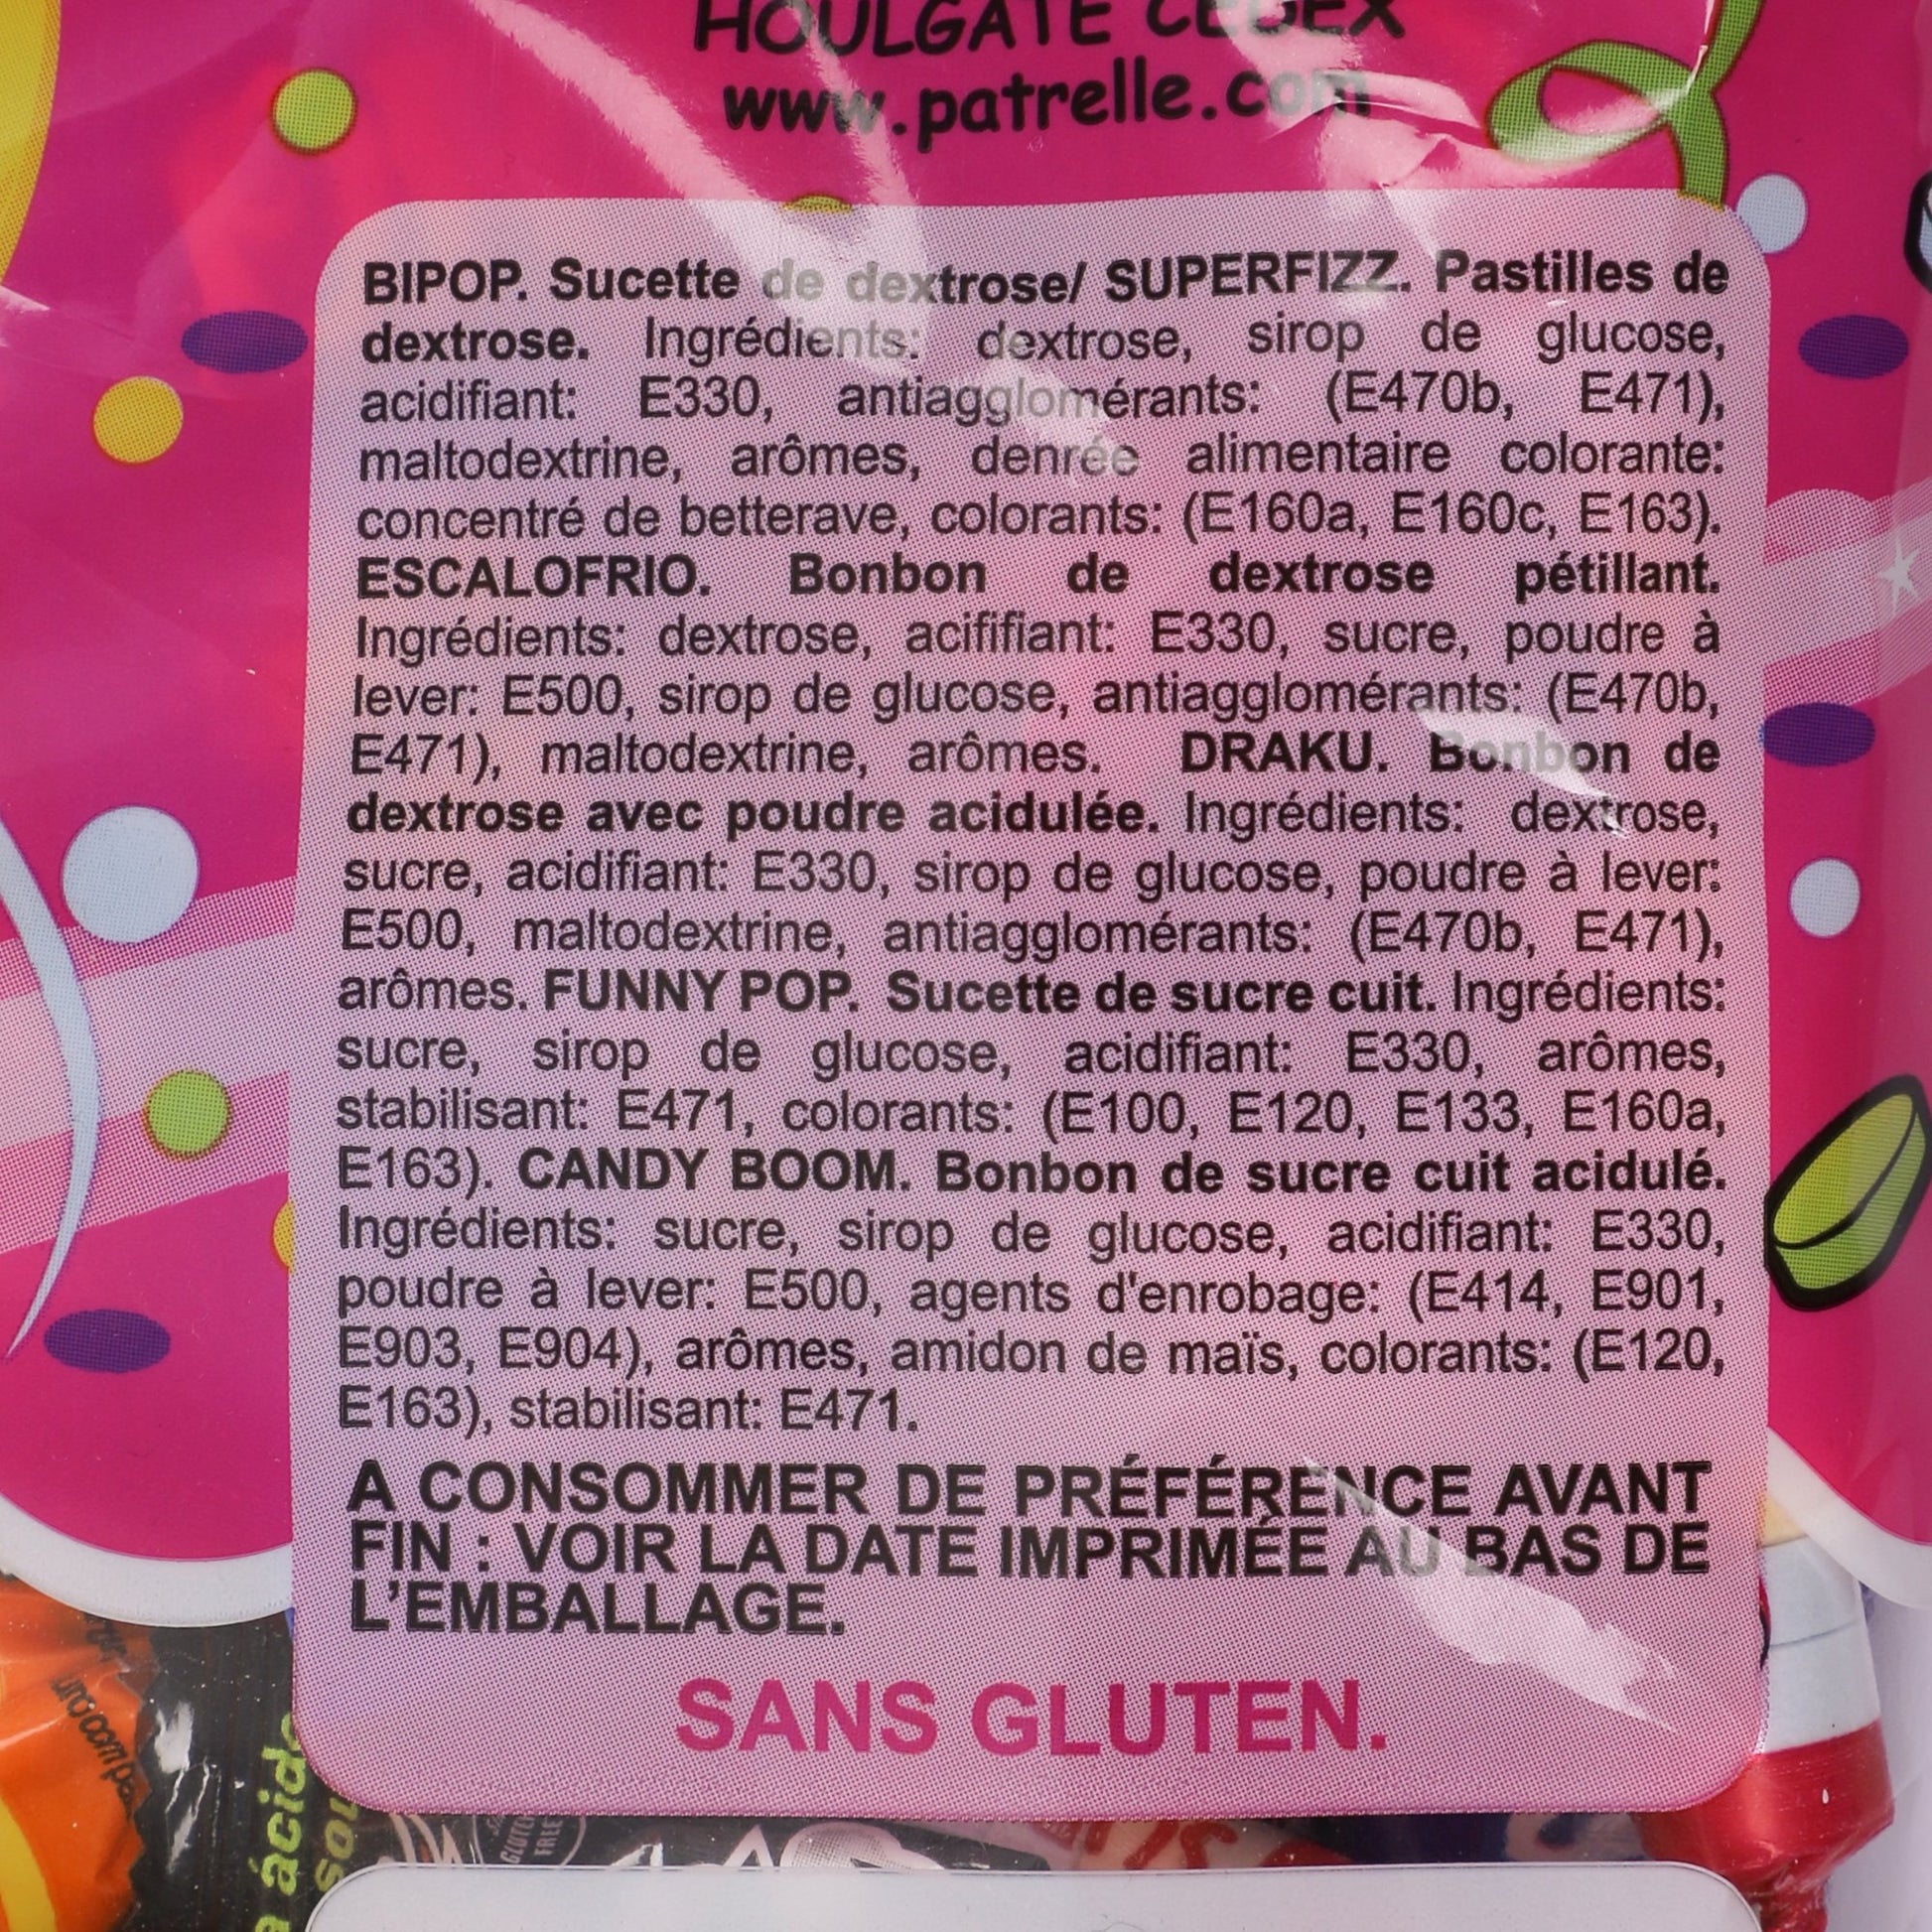 HOULGATE CEDEX
www.patrelle.com
BIPOP. Sucette de dextrose/ SUPERFIZZ. Pastilles de
dextrose. Ingrédients: dextrose, sirop de glucose,
acidifiant: E330, antiagglomérants: (E470b, E471),
maltodextrine, arômes, denrée alimentaire colorante:
concentré de betterave, colorants: (E160a, E160c, E163).
ESCALOFRIO. Bonbon de dextrose pétillant.
Ingrédients: dextrose, acififiant: E330, sucre, poudre à
lever: E500, sirop de glucose, antiagglomérants: (E470b,
E471), maltodextrine, arômes. DRAKU. Bonbon de
dextrose avec poudre acidulée. Ingrédients: dextrose,
sucre, acidifiant: E330, sirop de glucose, poudre à lever:
E500, maltodextrine, antiagglomérants: (E470b, E471),
arômes. FUNNY POP. Sucette de sucre cuit. Ingrédients:
sucre, sirop de glucose, acidifiant: E330, arômes,
stabilisant: E471, colorants: (E100, E120, E133, E160a,
E163). CANDY BOOM. Bonbon de sucre cuit acidulé.
Ingrédients: sucre, sirop de glucose, acidifiant: E330,
poudre à lever: E500, agents d'enrobage: (E414, E901,
E903, E904), arômes, amidon de maïs, colorants: (E120,
E163), stabilisant: E471.
A CONSOMMER DE PRÉFÉRENCE AVANT
FIN : VOIR LA DATE IMPRIMÉE AU BAS DE
L'EMBALLAGE.
SANS GLUTEN.
GLUTEN
FREE